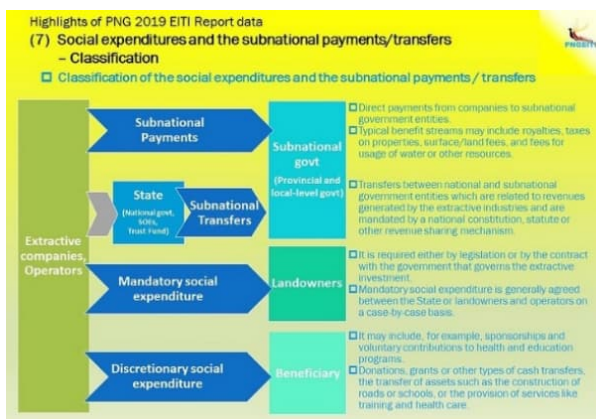 Highlights of PNG 2019 EITI Report data
(7) Social expenditures and the subnational payments/transfers
– Classification
Classification of the social expenditures and the subnational payments / transfers
PNGEITI
Extractive
companies,
Operators
Subnational
Payments
State
(National govt,
SOEs,
Trust Fund)
Subnational
Transfers
Mandatory social
expenditure
Discretionary social
expenditure
Subnational
govt
(Provincial and
local-level govt)
Landowners
Beneficiary
Direct payments from companies to subnational
government entities.
Typical benefit streams may include royalties, taxes
on properties, surface/land fees, and fees for
usage of water or other resources.
Transfers between national and subnational
government entities which are related to revenues
generated by the extractive industries and are
mandated by a national constitution, statute or
other revenue sharing mechanism.
It is required either by legislation or by the contract
with the government that governs the extractive
investment.
Mandatory social expenditure is generally agreed
between the State or landowners and operators on
a case-by-case basis.
It may include, for example, sponsorships and
voluntary contributions to health and education
programs.
Donations, grants or other types of cash transfers,
the transfer of assets such as the construction of
roads or schools, or the provision of services like
training and health care.